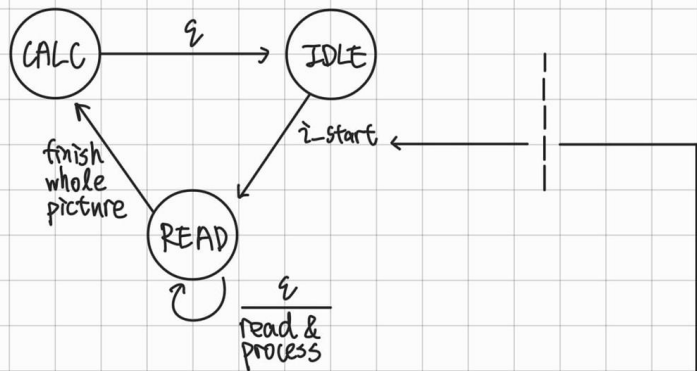 CALC
ε
IDLE
i_start
finish
whole
picture
READ
ε
read &
process